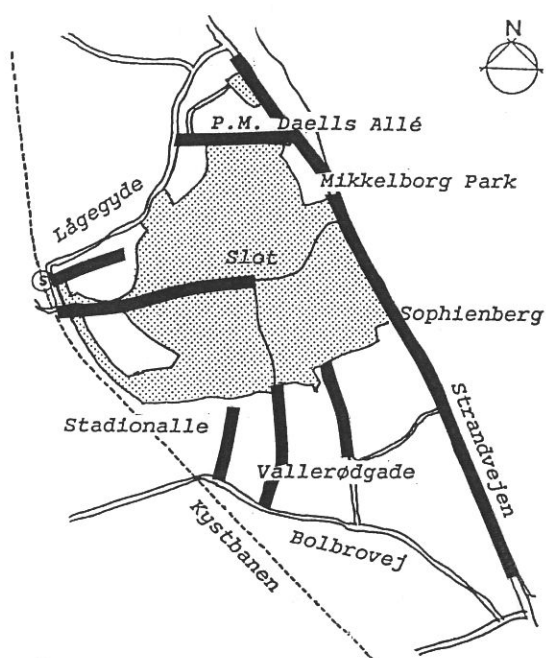 N
P.M. Daells Allé
Mikkelborg Park
Lågegyde
Slot
S
Sophienberg
Stadionalle
Strandvejen
Vallerødgade
Bolbrovej
Kystbanen